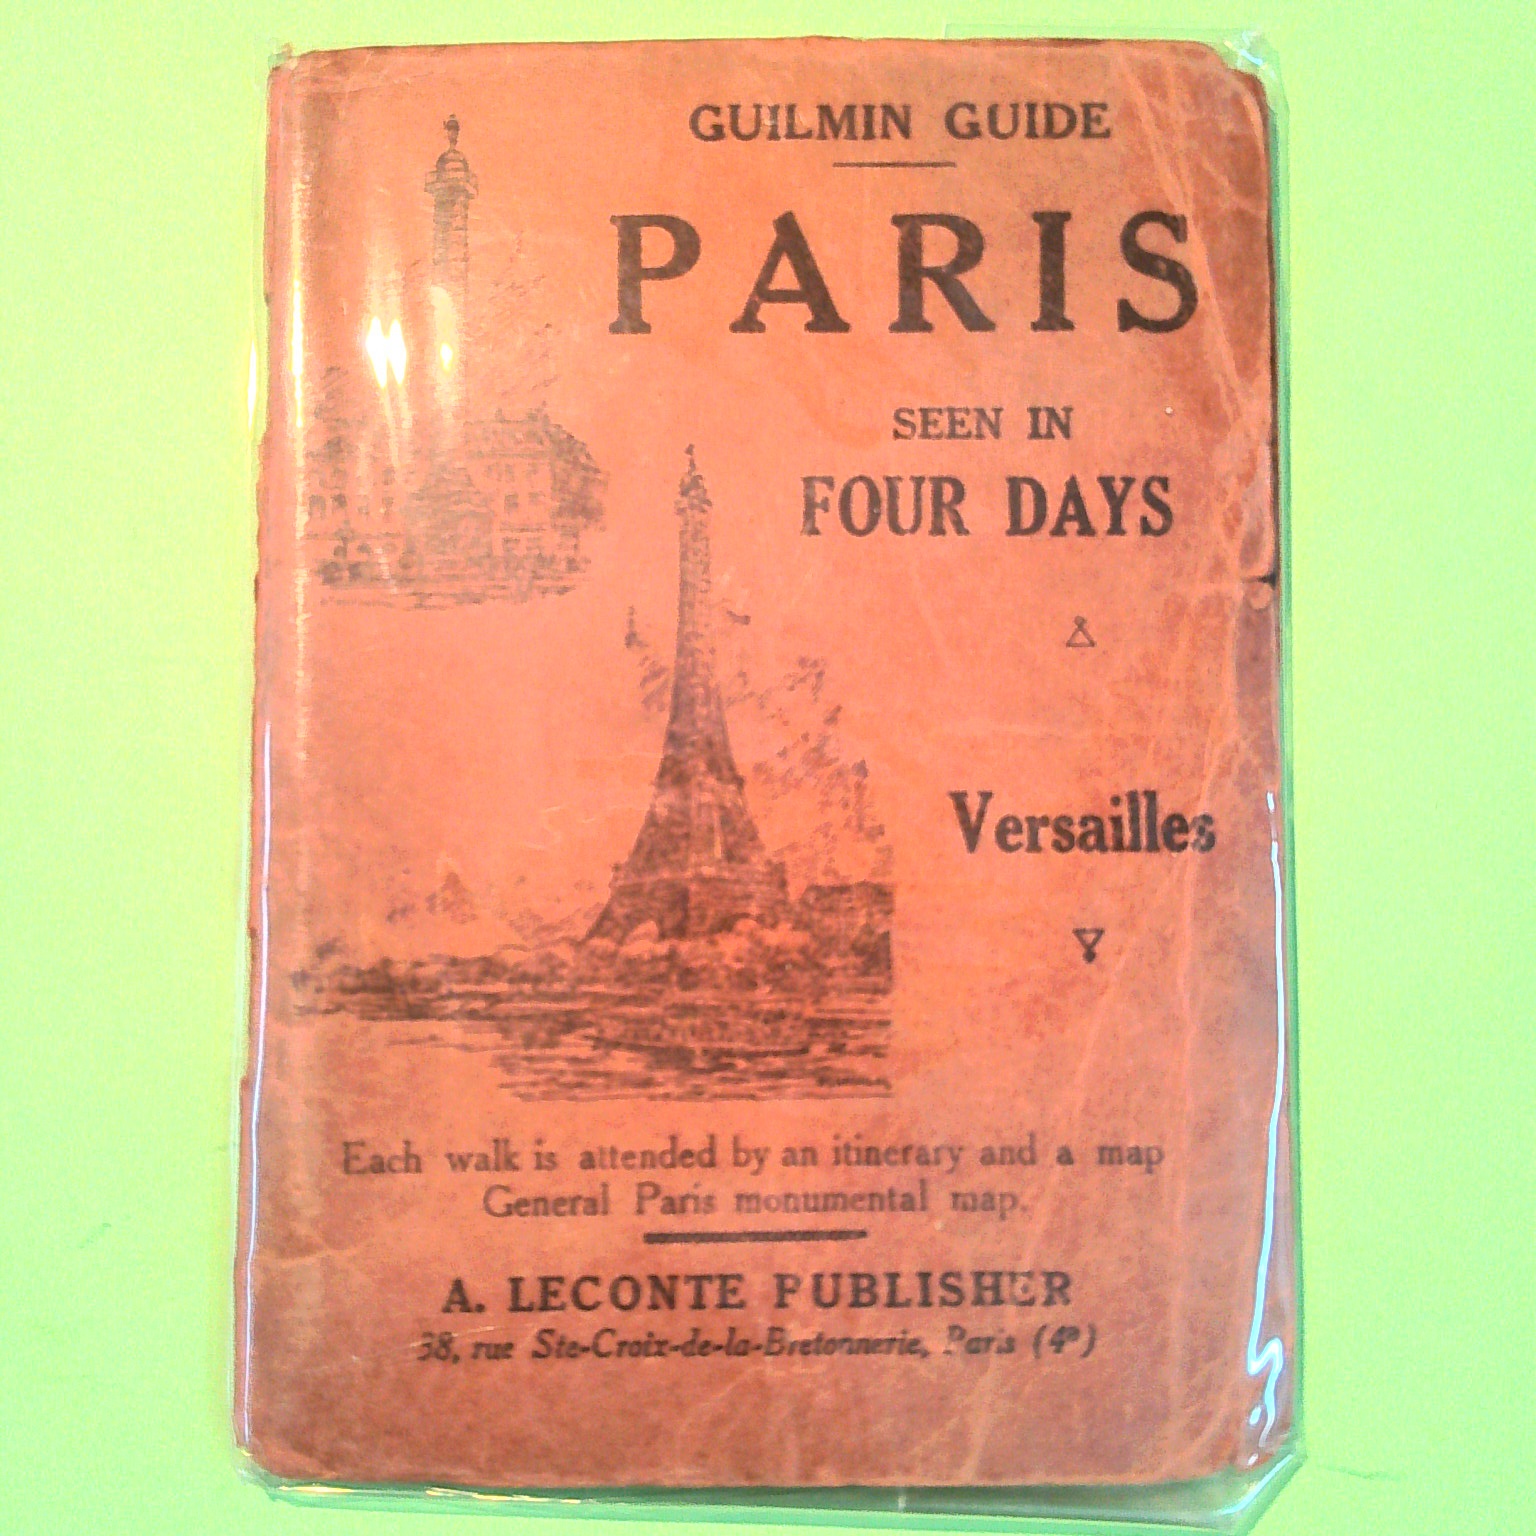 GUILMIN GUIDE
PARIS
SEEN IN
FOUR DAYS
Versailles
Each walk is attended by an itinerary and a map
General Paris monumental map.
A. LECONTE PUBLISHER
38, rue Ste-Croix-de-la-Bretonnerie, Paris (4e)